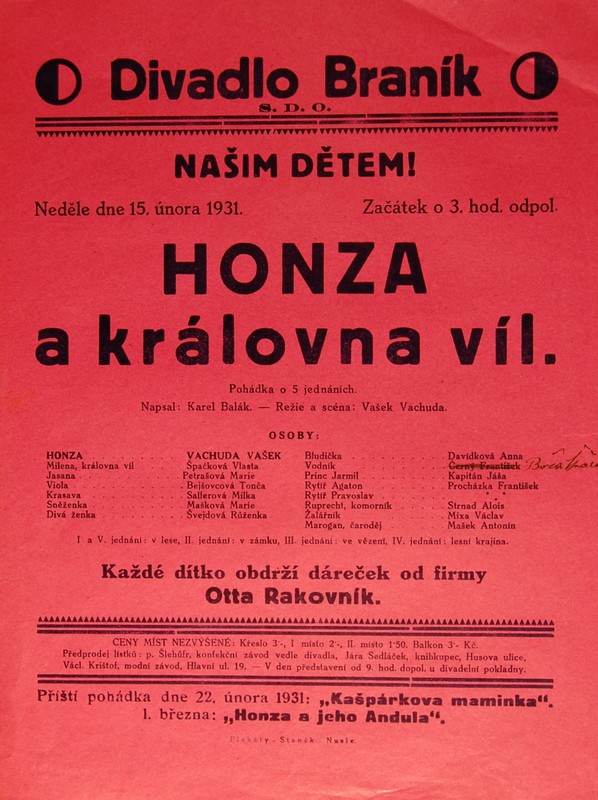 Divadlo Braník
S. D. O.
NAŠIM DĚTEM!
Neděle dne 15. února 1931. Začátek o 3. hod. odpol.
HONZA
a královna víl.
Pohádka o 5 jednáních.
Napsal: Karel Balák. — Režie a scéna: Vašek Vachuda.
OSOBY:
HONZA . . . . VACHUDA VAŠEK
Milena, královna víl . . . . Špačková Vlasta
Jasana . . . . Petrašová Marie
Viola . . . . Bejšovcová Tonča
Krasava . . . . Sallerová Milka
Sněženka . . . . Mašková Marie
Divá ženka . . . . Švejdová Růženka
Bludička . . . . Davídková Anna
Vodník . . . . Černý František
Princ Jarmil . . . . Kapitán Jáša
Rytíř Agaton . . . . Procházka František
Rytíř Pravoslav . . . . * * *
Ruprecht, komorník . . . . Strnad Alois
Žalářník . . . . Mixa Václav
Marogan, čaroděj . . . . Mašek Antonín
I a V. jednání: v lese, II. jednání: v zámku, III. jednání: ve vězení, IV. jednání: lesní krajina.
Každé dítko obdrží dáreček od firmy
Otta Rakovník.
CENY MÍST NEZVÝŠENÉ: Křeslo 3·-, I místo 2·-, II. místo 1·50. Balkon 3·- Kč.
Předprodej lístků: p. Šlehůfr, konfekční závod vedle divadla, Jára Sedláček, knihkupec, Husova ulice,
Václ. Krištof, modní závod, Hlavní ul. 19. — V den představení od 9. hod. dopol. u divadelní pokladny.
Příští pohádka dne 22. února 1931: „Kašpárkova maminka“.
1. března: „Honza a jeho Andula“.
Plakáty Staněk Nusle.